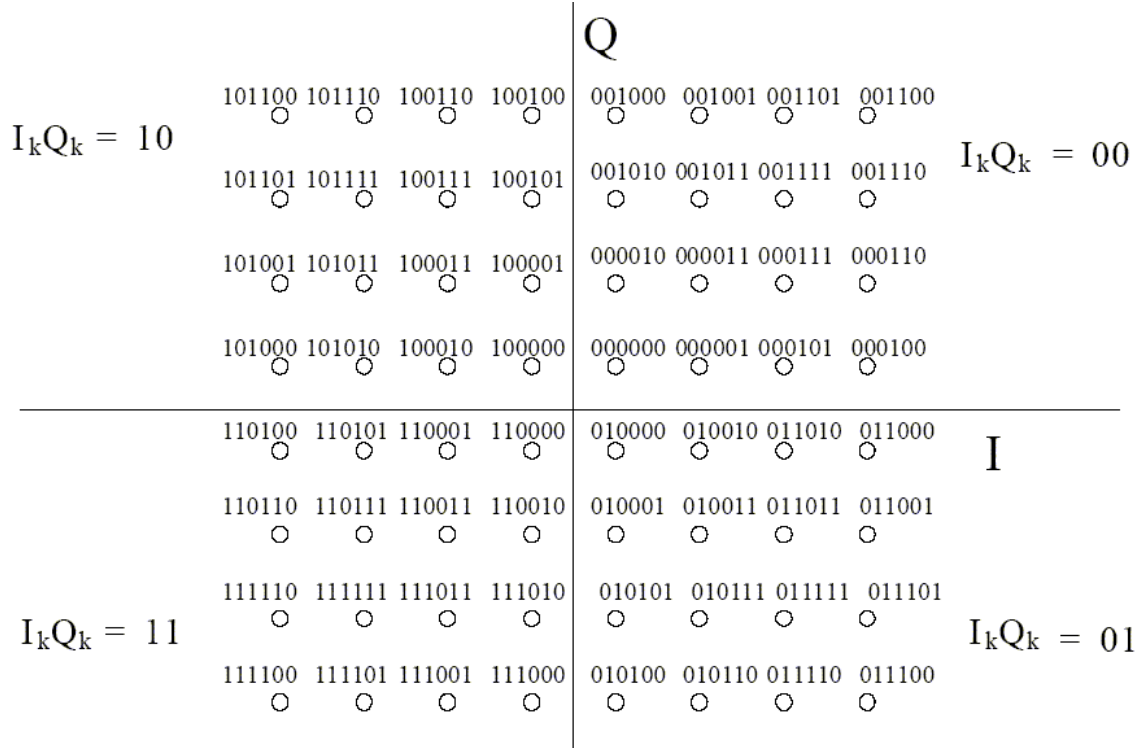 Q
101100 101110 100110 100100 001000 001001 001101 001100
IkQk = 10
IkQk = 00
101101 101111 100111 100101 001010 001011 001111 001110
101001 101011 100011 100001 000010 000011 000111 000110
101000 101010 100010 100000 000000 000001 000101 000100
110100 110101 110001 110000 010000 010010 011010 011000
I
110110 110111 110011 110010 010001 010011 011011 011001
111110 111111 111011 111010 010101 010111 011111 011101
IkQk = 11
IkQk = 01
111100 111101 111001 111000 010100 010110 011110 011100